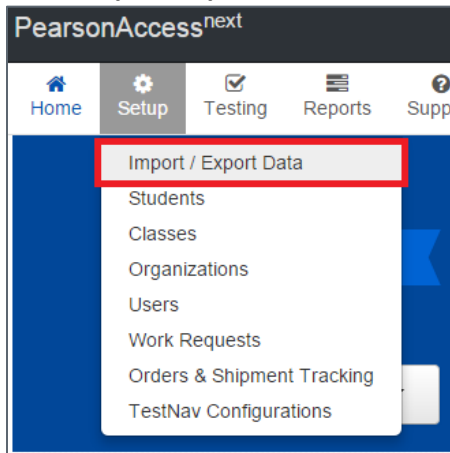 PearsonAccessnext
Home Setup Testing Reports Supp
Import / Export Data
Students
Classes
Organizations
Users
Work Requests
Orders & Shipment Tracking
TestNav Configurations